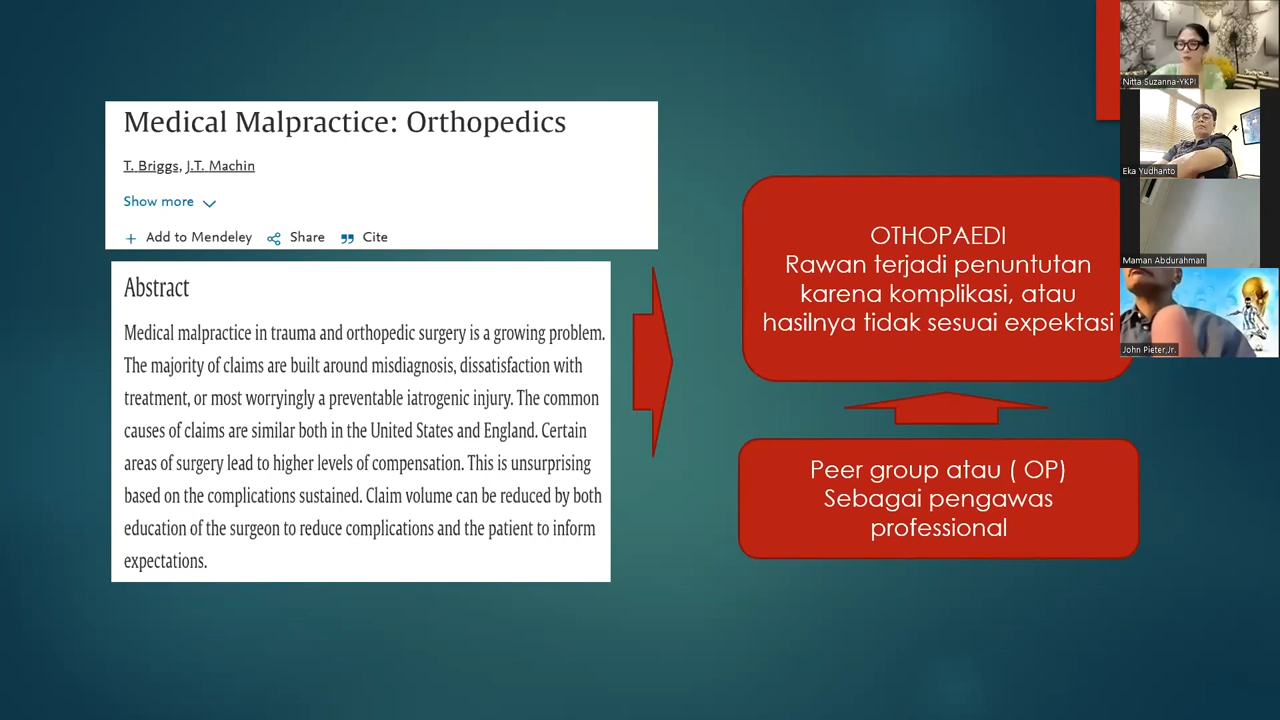 Medical Malpractice: Orthopedics
T. Briggs, J.T. Machin
Show more
Add to Mendeley Share Cite
Abstract
Medical malpractice in trauma and orthopedic surgery is a growing problem.
The majority of claims are built around misdiagnosis, dissatisfaction with
treatment, or most worryingly a preventable iatrogenic injury. The common
causes of claims are similar both in the United States and England. Certain
areas of surgery lead to higher levels of compensation. This is unsurprising
based on the complications sustained. Claim volume can be reduced by both
education of the surgeon to reduce complications and the patient to inform
expectations.
OTHOPAEDI
Rawan terjadi penuntutan
karena komplikasi, atau
hasilnya tidak sesuai expektasi
Peer group atau ( OP)
Sebagai pengawas
professional
Nitta Suzanna-YKPI
Eka Yudhanto
Maman Abdurahman
John Pieter,Jr.